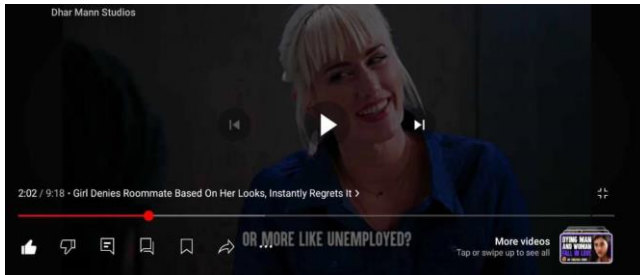 Dhar Mann Studios
2:02 / 9:18 • Girl Denies Roommate Based On Her Looks, Instantly Regrets It >
OR MORE LIKE UNEMPLOYED?
More videos
Tap or swipe up to see all
DYING MAN
AND WOMAN
FALL IN LOVE